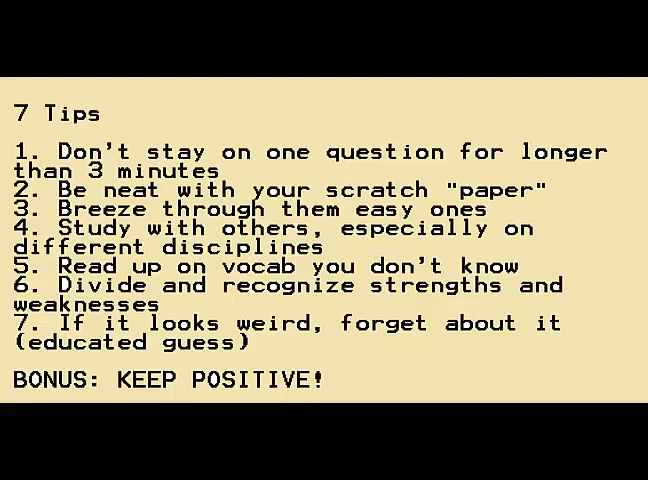 7 Tips
1. Don't stay on one question for longer
than 3 minutes
2. Be neat with your scratch "paper"
3. Breeze through them easy ones
4. Study with others, especially on
different disciplines
5. Read up on vocab you don't know
6. Divide and recognize strengths and
weaknesses
7. If it looks weird, forget about it
(educated guess)
BONUS: KEEP POSITIVE!